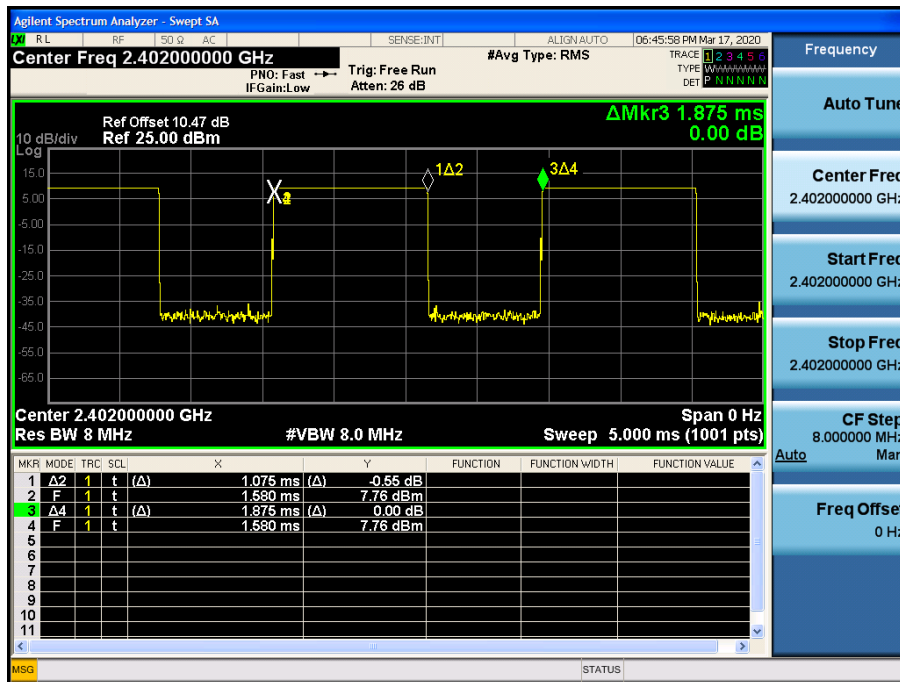 Agilent Spectrum Analyzer - Swept SA
LXI RL RF 50 Ω AC SENSE:INT ALIGN AUTO 06:45:58 PM Mar 17, 2020
Center Freq 2.402000000 GHz #Avg Type: RMS TRACE 1 2 3 4 5 6
PNO: Fast Trig: Free Run TYPE WWWWWW
IFGain:Low Atten: 26 dB DET P N N N N N
Frequency
Auto Tune
ΔMkr3 1.875 ms
0.00 dB
Ref Offset 10.47 dB
10 dB/div Ref 25.00 dBm
Log
15.0
5.00
-5.00
-15.0
-25.0
-35.0
-45.0
-55.0
-65.0
1Δ2
3Δ4
Center 2.402000000 GHz Span 0 Hz
Res BW 8 MHz #VBW 8.0 MHz Sweep 5.000 ms (1001 pts)
MKR MODE TRC SCL X Y FUNCTION FUNCTION WIDTH FUNCTION VALUE
1 Δ2 1 t (Δ) 1.075 ms (Δ) -0.55 dB
2 F 1 t 1.580 ms 7.76 dBm
3 Δ4 1 t (Δ) 1.875 ms (Δ) 0.00 dB
4 F 1 t 1.580 ms 7.76 dBm
5
6
7
8
9
10
11
Center Freq
2.402000000 GHz
Start Freq
2.402000000 GHz
Stop Freq
2.402000000 GHz
CF Step
8.000000 MHz
Auto Man
Freq Offset
0 Hz
MSG STATUS